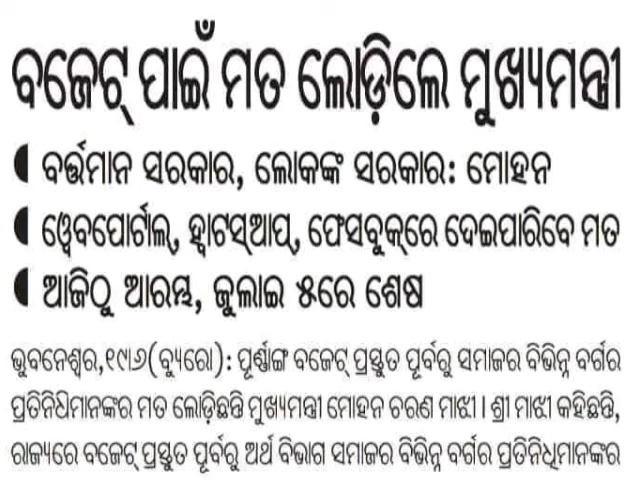 ବଜେଟ୍ ପାଇଁ ମତ ଲୋଡ଼ିଲେ ମୁଖ୍ୟମନ୍ତ୍ରୀ
ବର୍ତ୍ତମାନ ସରକାର, ଲୋକଙ୍କ ସରକାର: ମୋହନ
ୱେବପୋର୍ଟାଲ୍, ହ୍ବାଟସ୍ଆପ୍, ଫେସବୁକ୍‌ରେ ଦେଇପାରିବେ ମତ
ଆଜିଠୁ ଆରମ୍ଭ, ଜୁଲାଇ ୫ରେ ଶେଷ
ଭୁବନେଶ୍ୱର,୧୯।୬(ବ୍ୟୁରୋ): ପୂର୍ଣ୍ଣାଙ୍ଗ ବଜେଟ୍ ପ୍ରସ୍ତୁତ ପୂର୍ବରୁ ସମାଜର ବିଭିନ୍ନ ବର୍ଗର
ପ୍ରତିନିଧିମାନଙ୍କର ମତ ଲୋଡ଼ିଛନ୍ତି ମୁଖ୍ୟମନ୍ତ୍ରୀ ମୋହନ ଚରଣ ମାଝୀ। ଶ୍ରୀ ମାଝୀ କହିଛନ୍ତି,
ରାଜ୍ୟରେ ବଜେଟ୍ ପ୍ରସ୍ତୁତ ପୂର୍ବରୁ ଅର୍ଥ ବିଭାଗ ସମାଜର ବିଭିନ୍ନ ବର୍ଗର ପ୍ରତିନିଧିମାନଙ୍କର